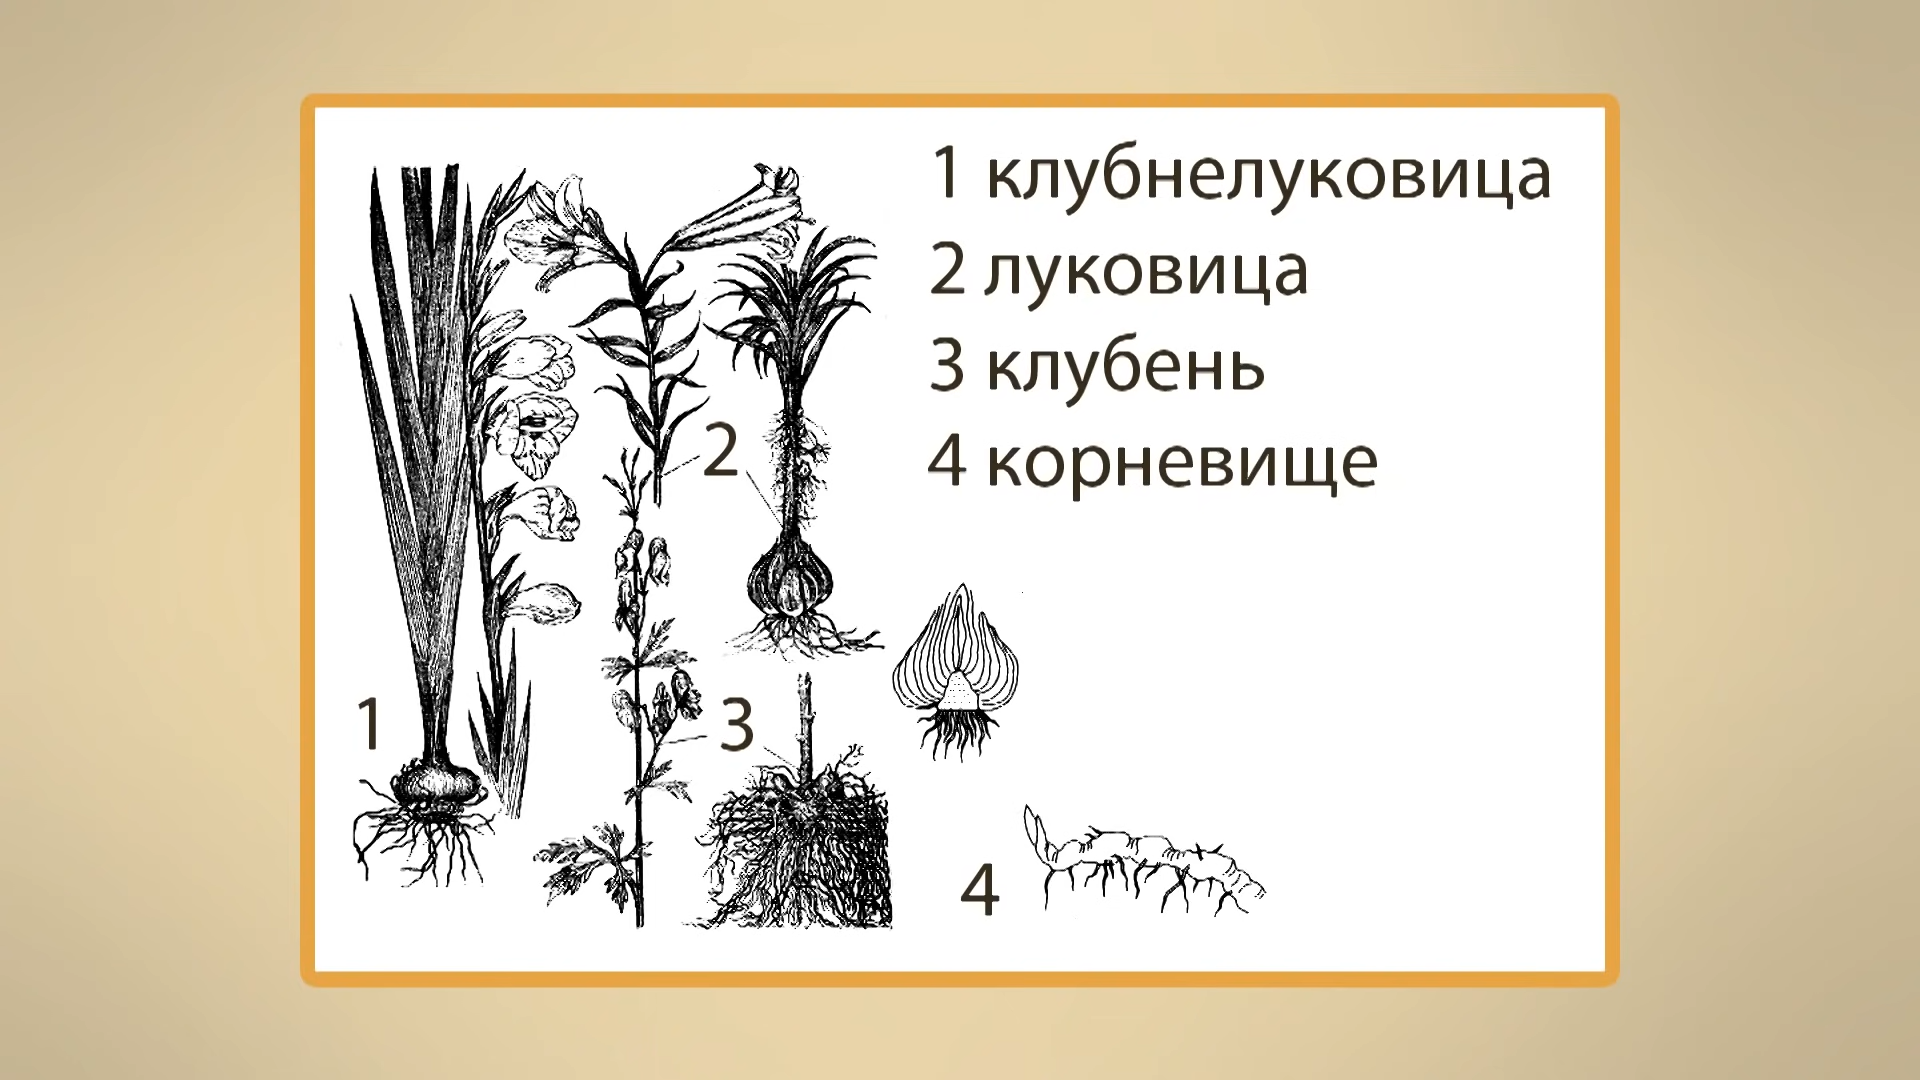 1 клубнелуковица
2 луковица
3 клубень
4 корневище
2
1
3
4